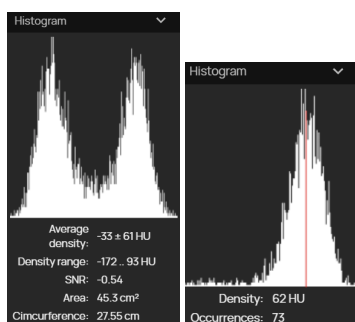 Histogram
Average
density:
-33 ± 61 HU
Density range: -172 .. 93 HU
SNR: -0.54
Area: 45.3 cm²
Cimcurference: 27.55 cm
Histogram
Density: 62 HU
Occurrences: 73